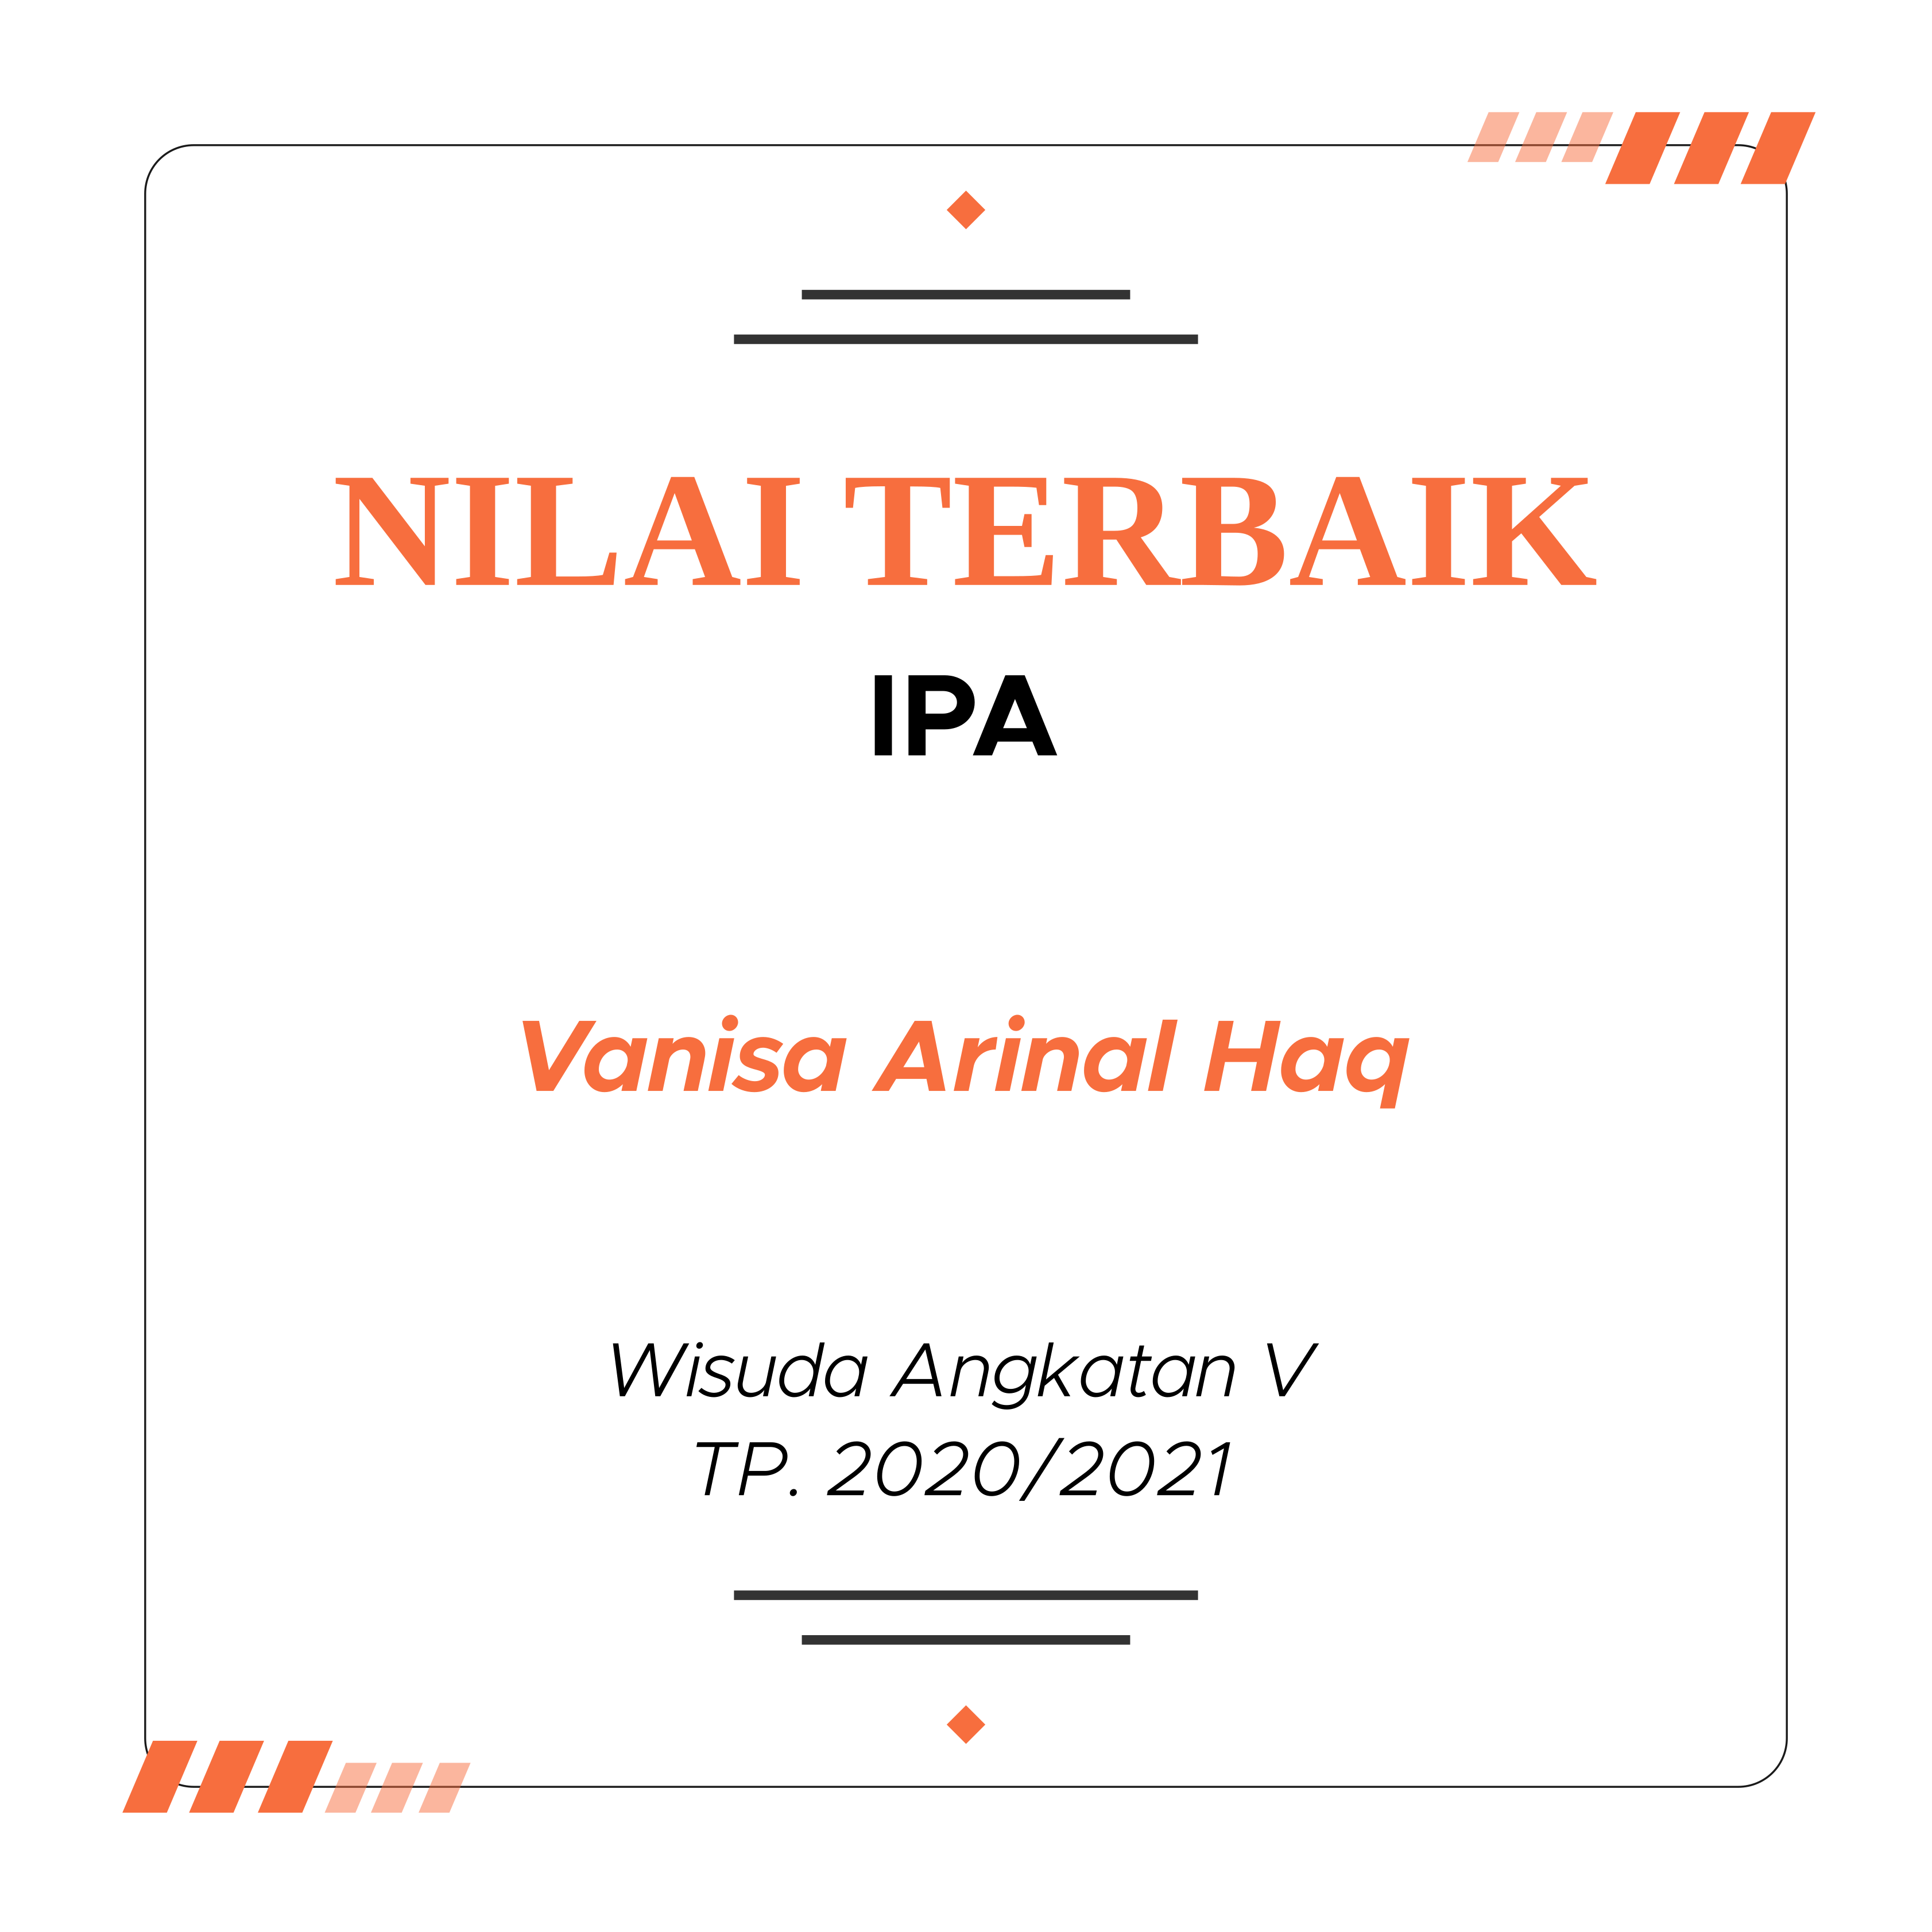 NILAI TERBAIK
IPA
Vanisa Arinal Haq
Wisuda Angkatan V
TP. 2020/2021